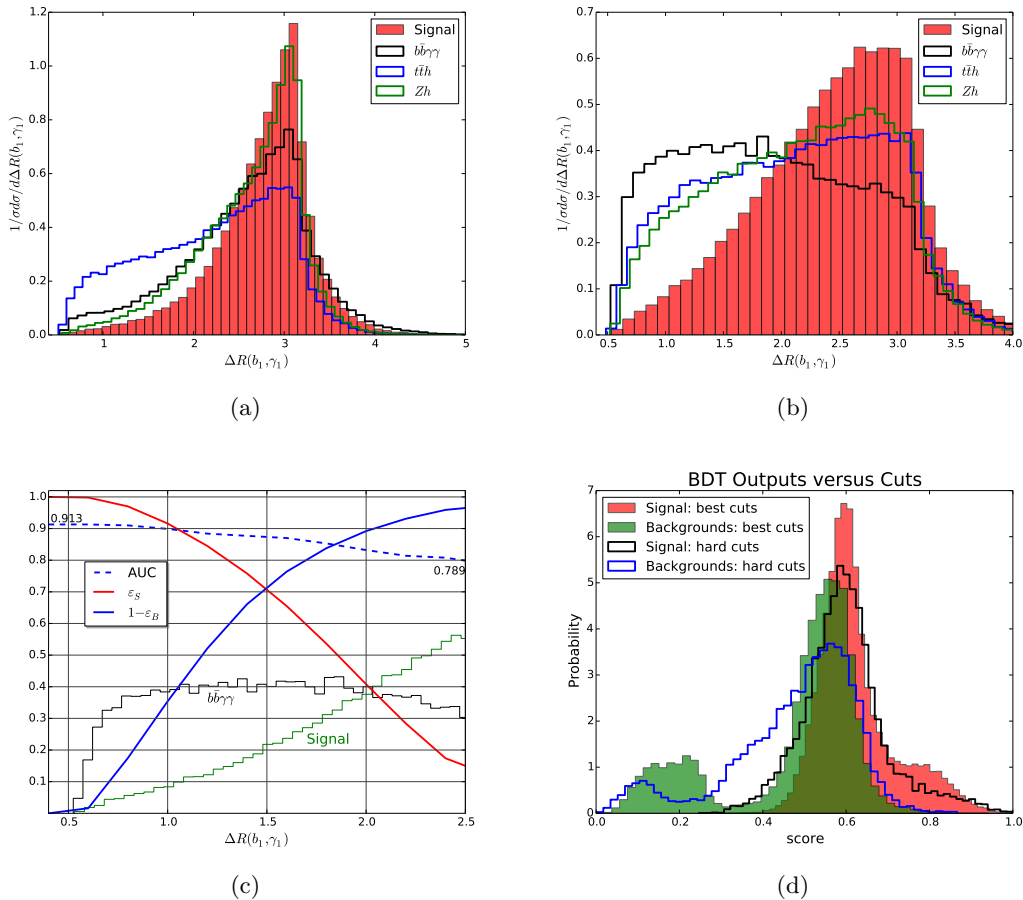 1.2
1.0
0.8
0.6
0.4
0.2
0.0
1
2
3
4
5
1/σdσ/dΔR(b₁,γ₁)
ΔR(b₁,γ₁)
Signal
bb̄γγ
tt̄h
Zh
(a)
0.7
0.6
0.5
0.4
0.3
0.2
0.1
0.0
0.5
1.0
1.5
2.0
2.5
3.0
3.5
4.0
1/σdσ/dΔR(b₁,γ₁)
ΔR(b₁,γ₁)
Signal
bb̄γγ
tt̄h
Zh
(b)
1.0
0.9
0.8
0.7
0.6
0.5
0.4
0.3
0.2
0.1
0.5
1.0
1.5
2.0
2.5
0.913
0.789
AUC
ε_S
1−ε_B
bb̄γγ
Signal
ΔR(b₁,γ₁)
(c)
BDT Outputs versus Cuts
7
6
5
4
3
2
1
0
0.0
0.2
0.4
0.6
0.8
1.0
Probability
score
Signal: best cuts
Backgrounds: best cuts
Signal: hard cuts
Backgrounds: hard cuts
(d)